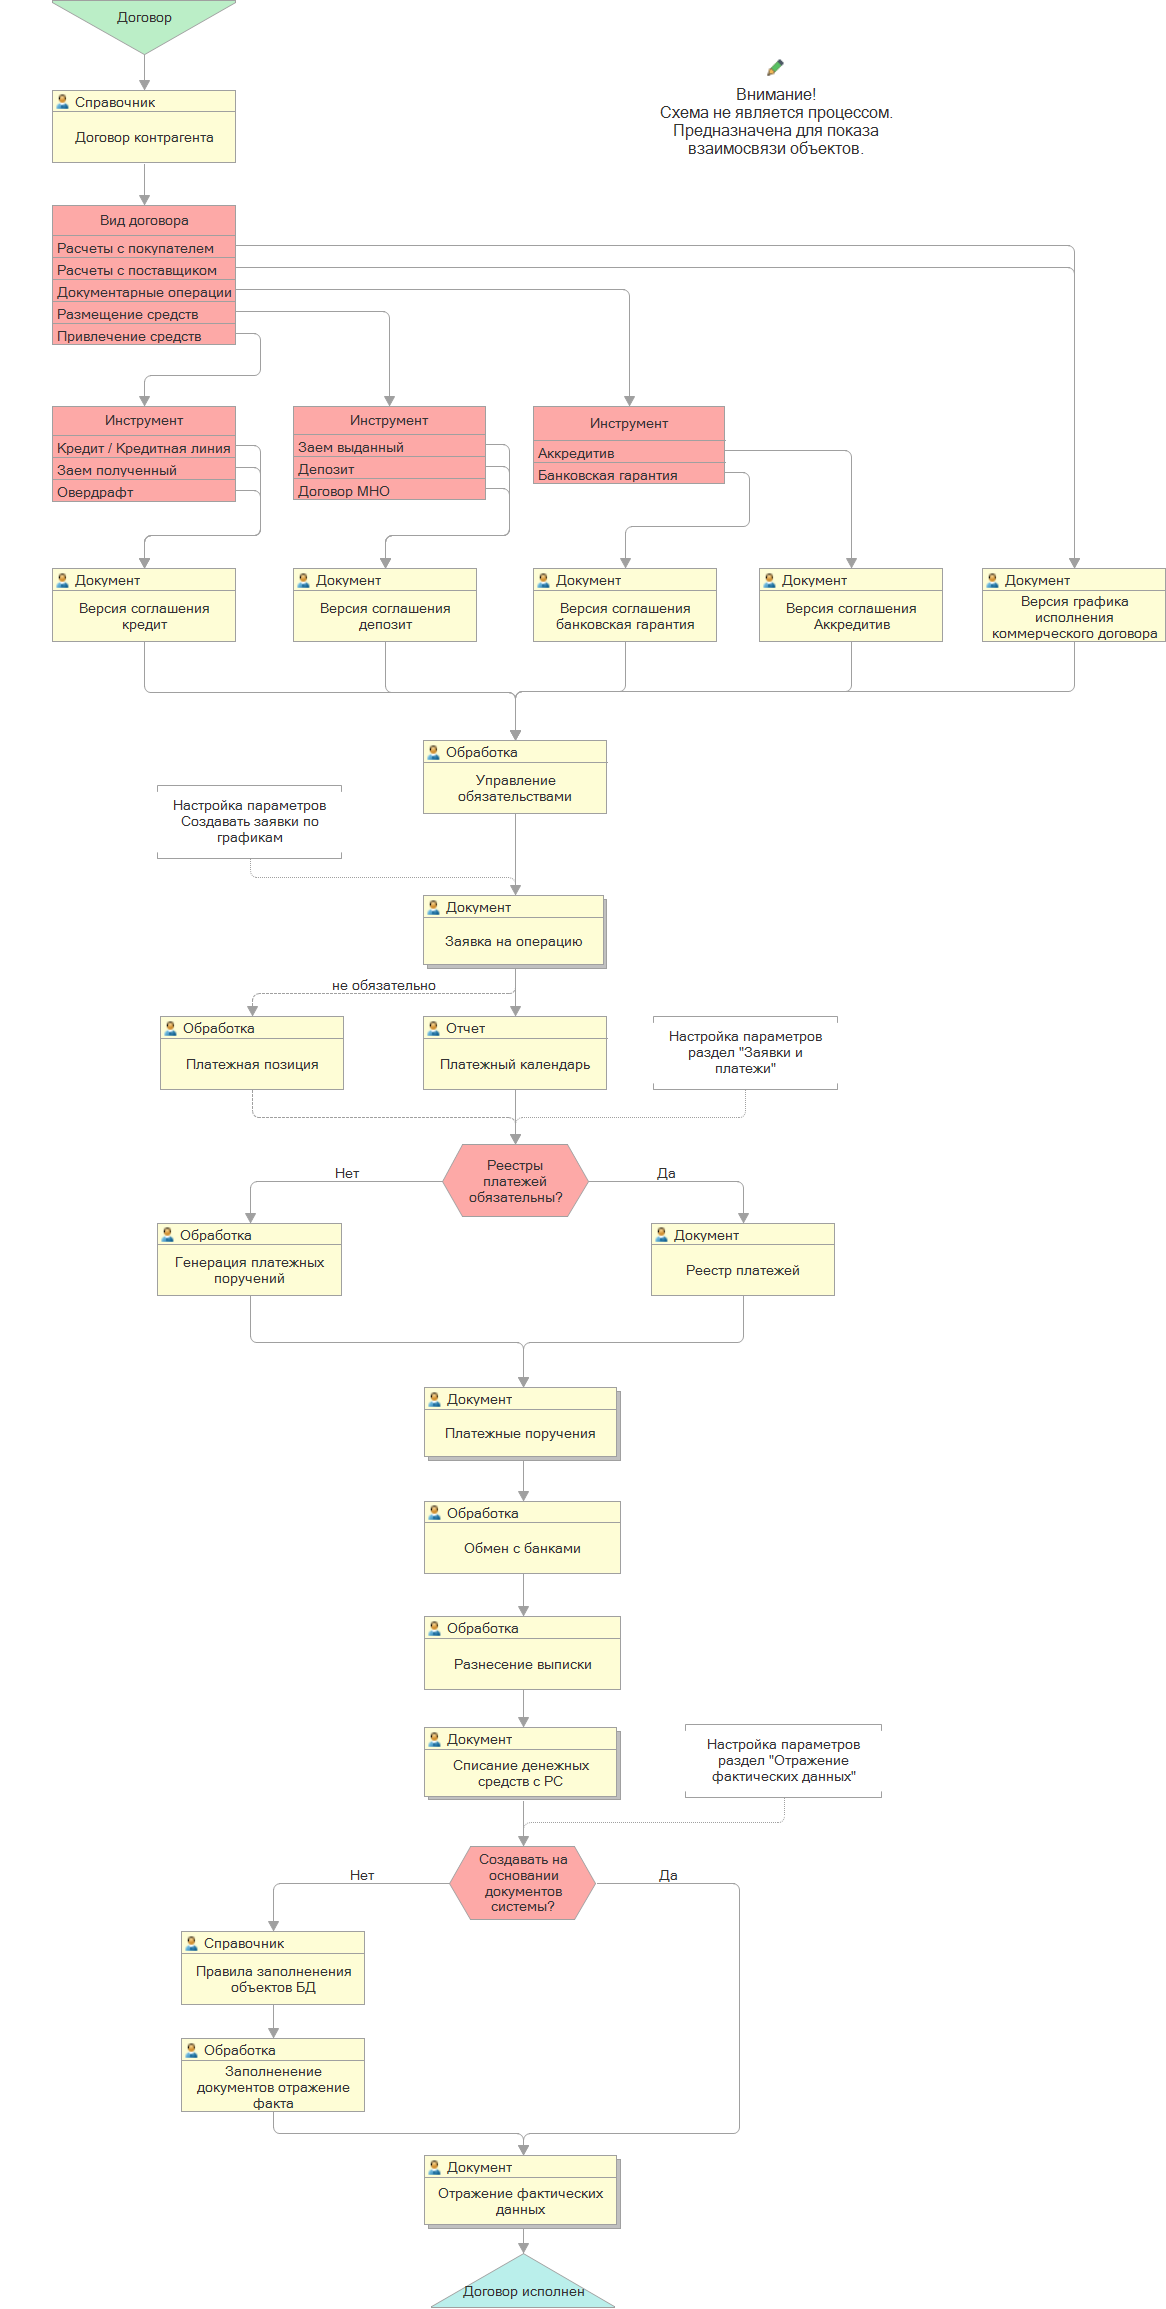 Договор
Внимание!
Схема не является процессом.
Предназначена для показа
взаимосвязи объектов.
Справочник
Договор контрагента
Вид договора
Расчеты с покупателем
Расчеты с поставщиком
Документарные операции
Размещение средств
Привлечение средств
Инструмент
Кредит / Кредитная линия
Заем полученный
Овердрафт
Инструмент
Заем выданный
Депозит
Договор МНО
Инструмент
Аккредитив
Банковская гарантия
Документ
Версия соглашения
кредит
Документ
Версия соглашения
депозит
Документ
Версия соглашения
банковская гарантия
Документ
Версия соглашения
Аккредитив
Документ
Версия графика
исполнения
коммерческого договора
Обработка
Управление
обязательствами
Настройка параметров
Создавать заявки по
графикам
Документ
Заявка на операцию
не обязательно
Обработка
Платежная позиция
Отчет
Платежный календарь
Настройка параметров
раздел "Заявки и
платежи"
Реестры
платежей
обязательны?
Нет
Да
Обработка
Генерация платежных
поручений
Документ
Реестр платежей
Документ
Платежные поручения
Обработка
Обмен с банками
Обработка
Разнесение выписки
Документ
Списание денежных
средств с РС
Настройка параметров
раздел "Отражение
фактических данных"
Создавать на
основании
документов
системы?
Нет
Да
Справочник
Правила заполненения
объектов БД
Обработка
Заполненение
документов отражение
факта
Документ
Отражение фактических
данных
Договор исполнен